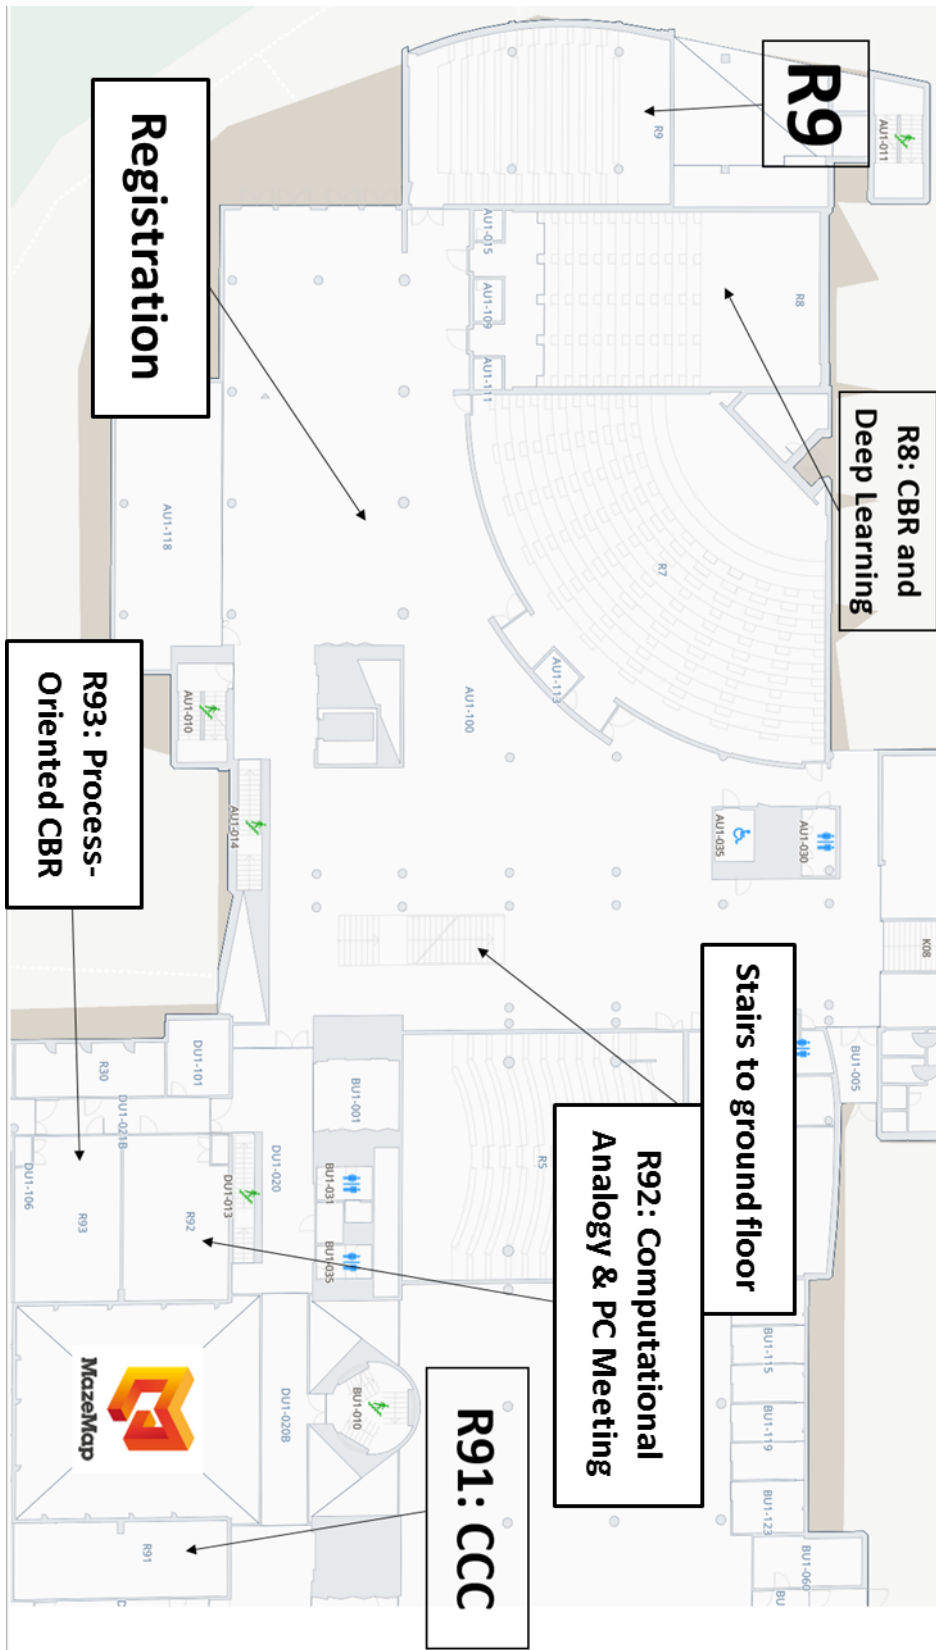 R9
R9
AU1-011
Registration
AU1-015
AU1-109
AU1-111
R8
R8: CBR and
Deep Learning
AU1-118
R7
AU1-113
AU1-100
AU1-010
AU1-014
R93: Process-
Oriented CBR
AU1-035
AU1-030
K08
Stairs to ground floor
BU1-005
R30
DU1-101
DU1-021B
DU1-020
BU1-001
R5
R92: Computational
Analogy & PC Meeting
DU1-106
R93
R92
DU1-013
BU1-031
BU1-035
MazeMap
DU1-020B
BU1-010
BU1-115
BU1-119
BU1-123
BU1-060
BU
R91: CCC
R91
D